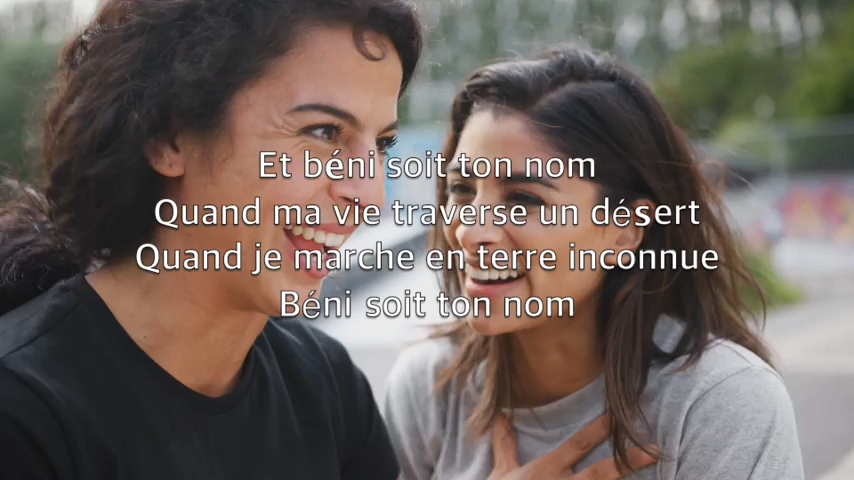 Et béni soit ton nom
Quand ma vie traverse un désert
Quand je marche en terre inconnue
Béni soit ton nom